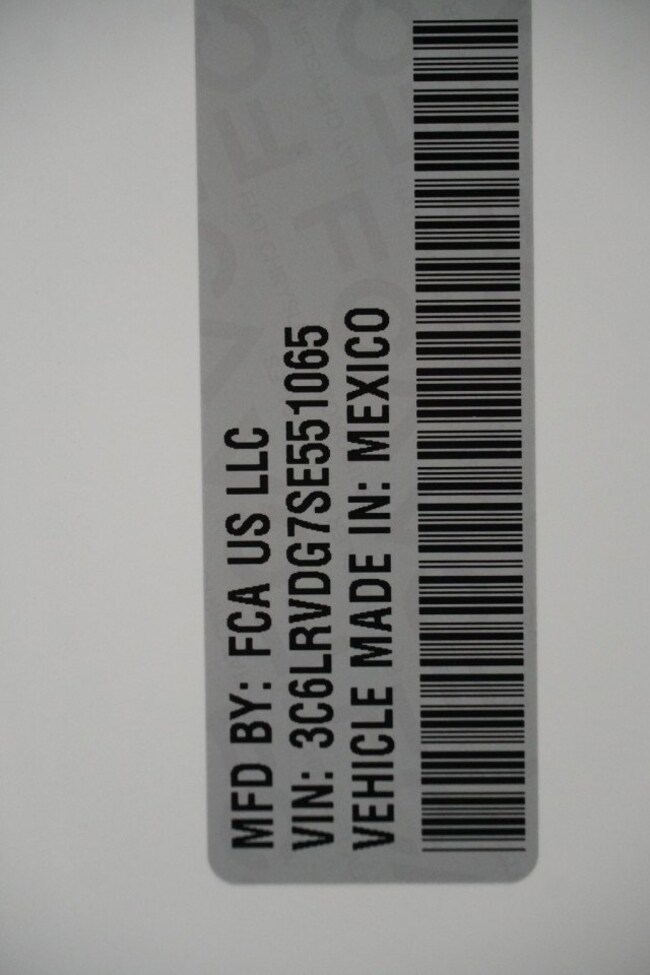 MFD BY: FCA US LLC
VIN: 3C6LRVDG7SE551065
VEHICLE MADE IN: MEXICO